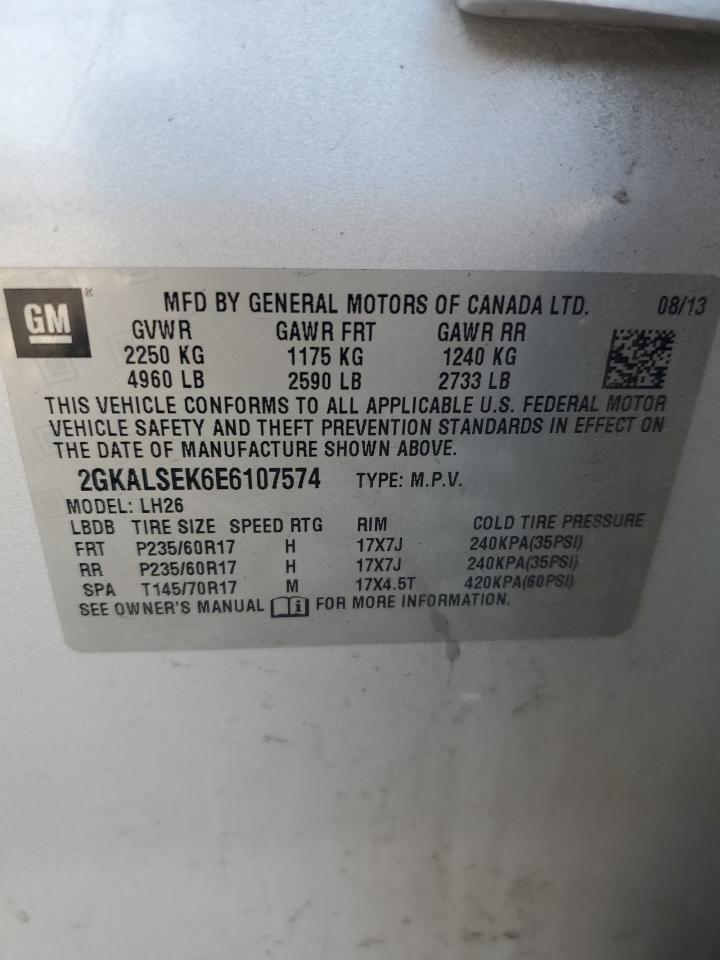 GM® MFD BY GENERAL MOTORS OF CANADA LTD. 08/13
GVWR GAWR FRT GAWR RR
2250 KG 1175 KG 1240 KG
4960 LB 2590 LB 2733 LB
THIS VEHICLE CONFORMS TO ALL APPLICABLE U.S. FEDERAL MOTOR
VEHICLE SAFETY AND THEFT PREVENTION STANDARDS IN EFFECT ON
THE DATE OF MANUFACTURE SHOWN ABOVE.
2GKALSEK6E6107574 TYPE: M.P.V.
MODEL: LH26
LBDB TIRE SIZE SPEED RTG RIM COLD TIRE PRESSURE
FRT P235/60R17 H 17X7J 240KPA(35PSI)
RR P235/60R17 H 17X7J 240KPA(35PSI)
SPA T145/70R17 M 17X4.5T 420KPA(60PSI)
SEE OWNER'S MANUAL i FOR MORE INFORMATION.